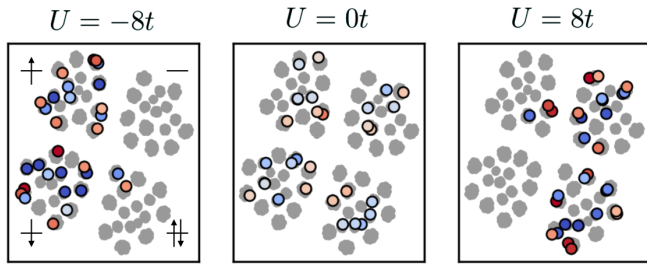 U = −8t U = 0t U = 8t